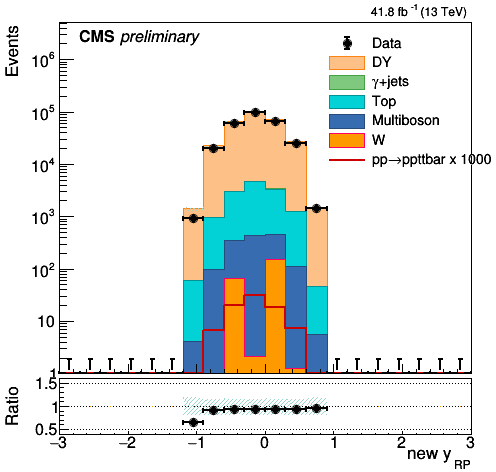 41.8 fb⁻¹ (13 TeV)
CMS preliminary
Events
Data
DY
γ+jets
Top
Multiboson
W
pp→ppttbar x 1000
10⁶
10⁵
10⁴
10³
10²
10
1
Ratio
1.5
1
0.5
−3 −2 −1 0 1 2 3
new y_RP